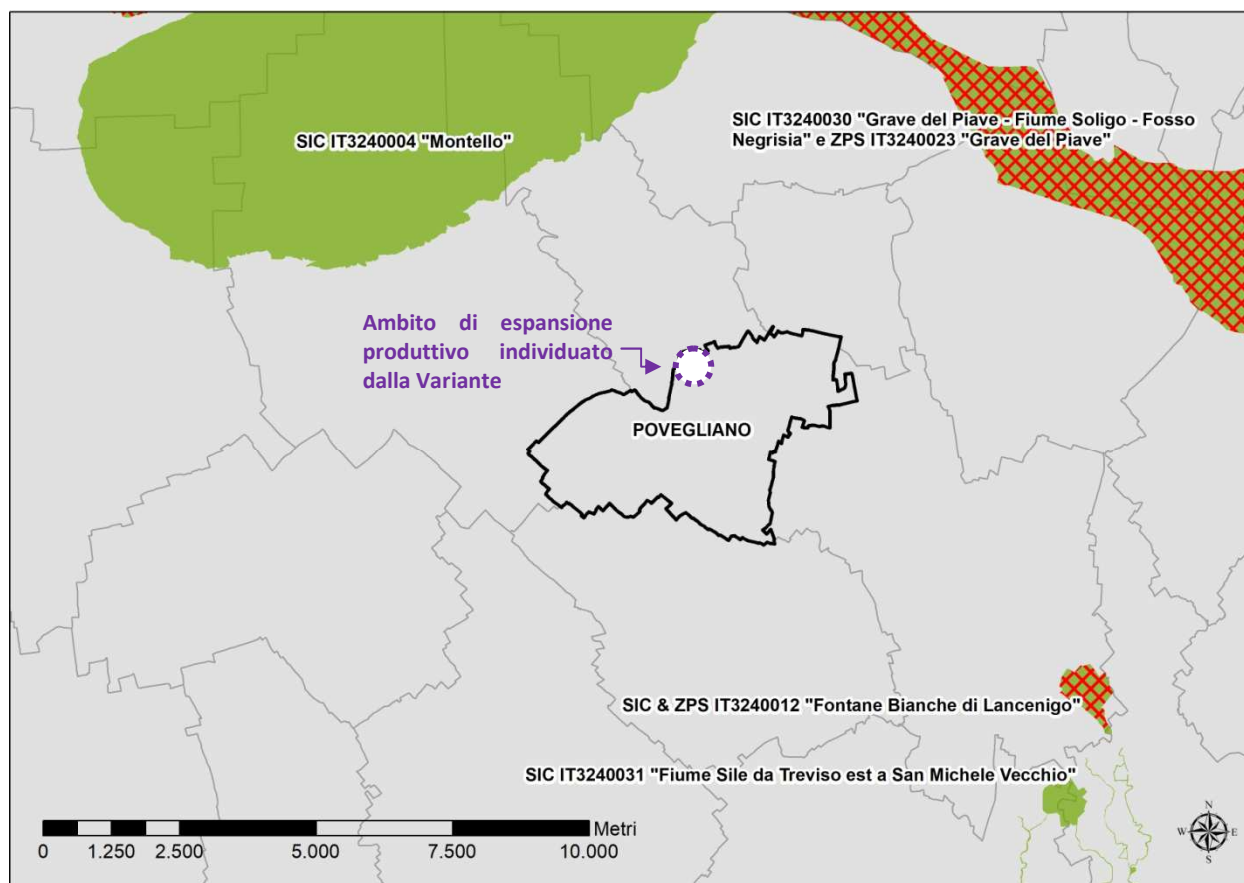 SIC IT3240004 "Montello"
SIC IT3240030 "Grave del Piave - Fiume Soligo - Fosso
Negrisia" e ZPS IT3240023 "Grave del Piave"
Ambito di espansione
produttivo individuato
dalla Variante
POVEGLIANO
SIC & ZPS IT3240012 "Fontane Bianche di Lancenigo"
SIC IT3240031 "Fiume Sile da Treviso est a San Michele Vecchio"
Metri
0 1.250 2.500 5.000 7.500 10.000
N
W E
S